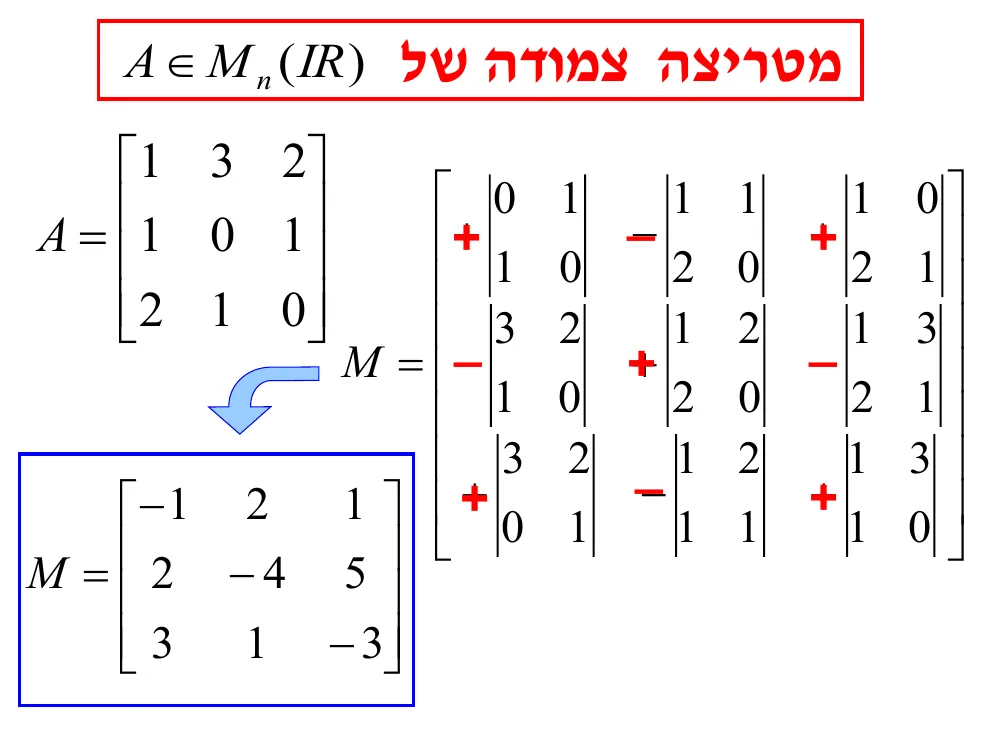 מטריצה צמודה של A ∈ M_n (IR)
A = [1 3 2
1 0 1
2 1 0]
M = [+ |0 1; 1 0| − |1 1; 2 0| + |1 0; 2 1|
− |3 2; 1 0| + |1 2; 2 0| − |1 3; 2 1|
+ |3 2; 0 1| − |1 2; 1 1| + |1 3; 1 0|]
M = [−1 2 1
2 −4 5
3 1 −3]